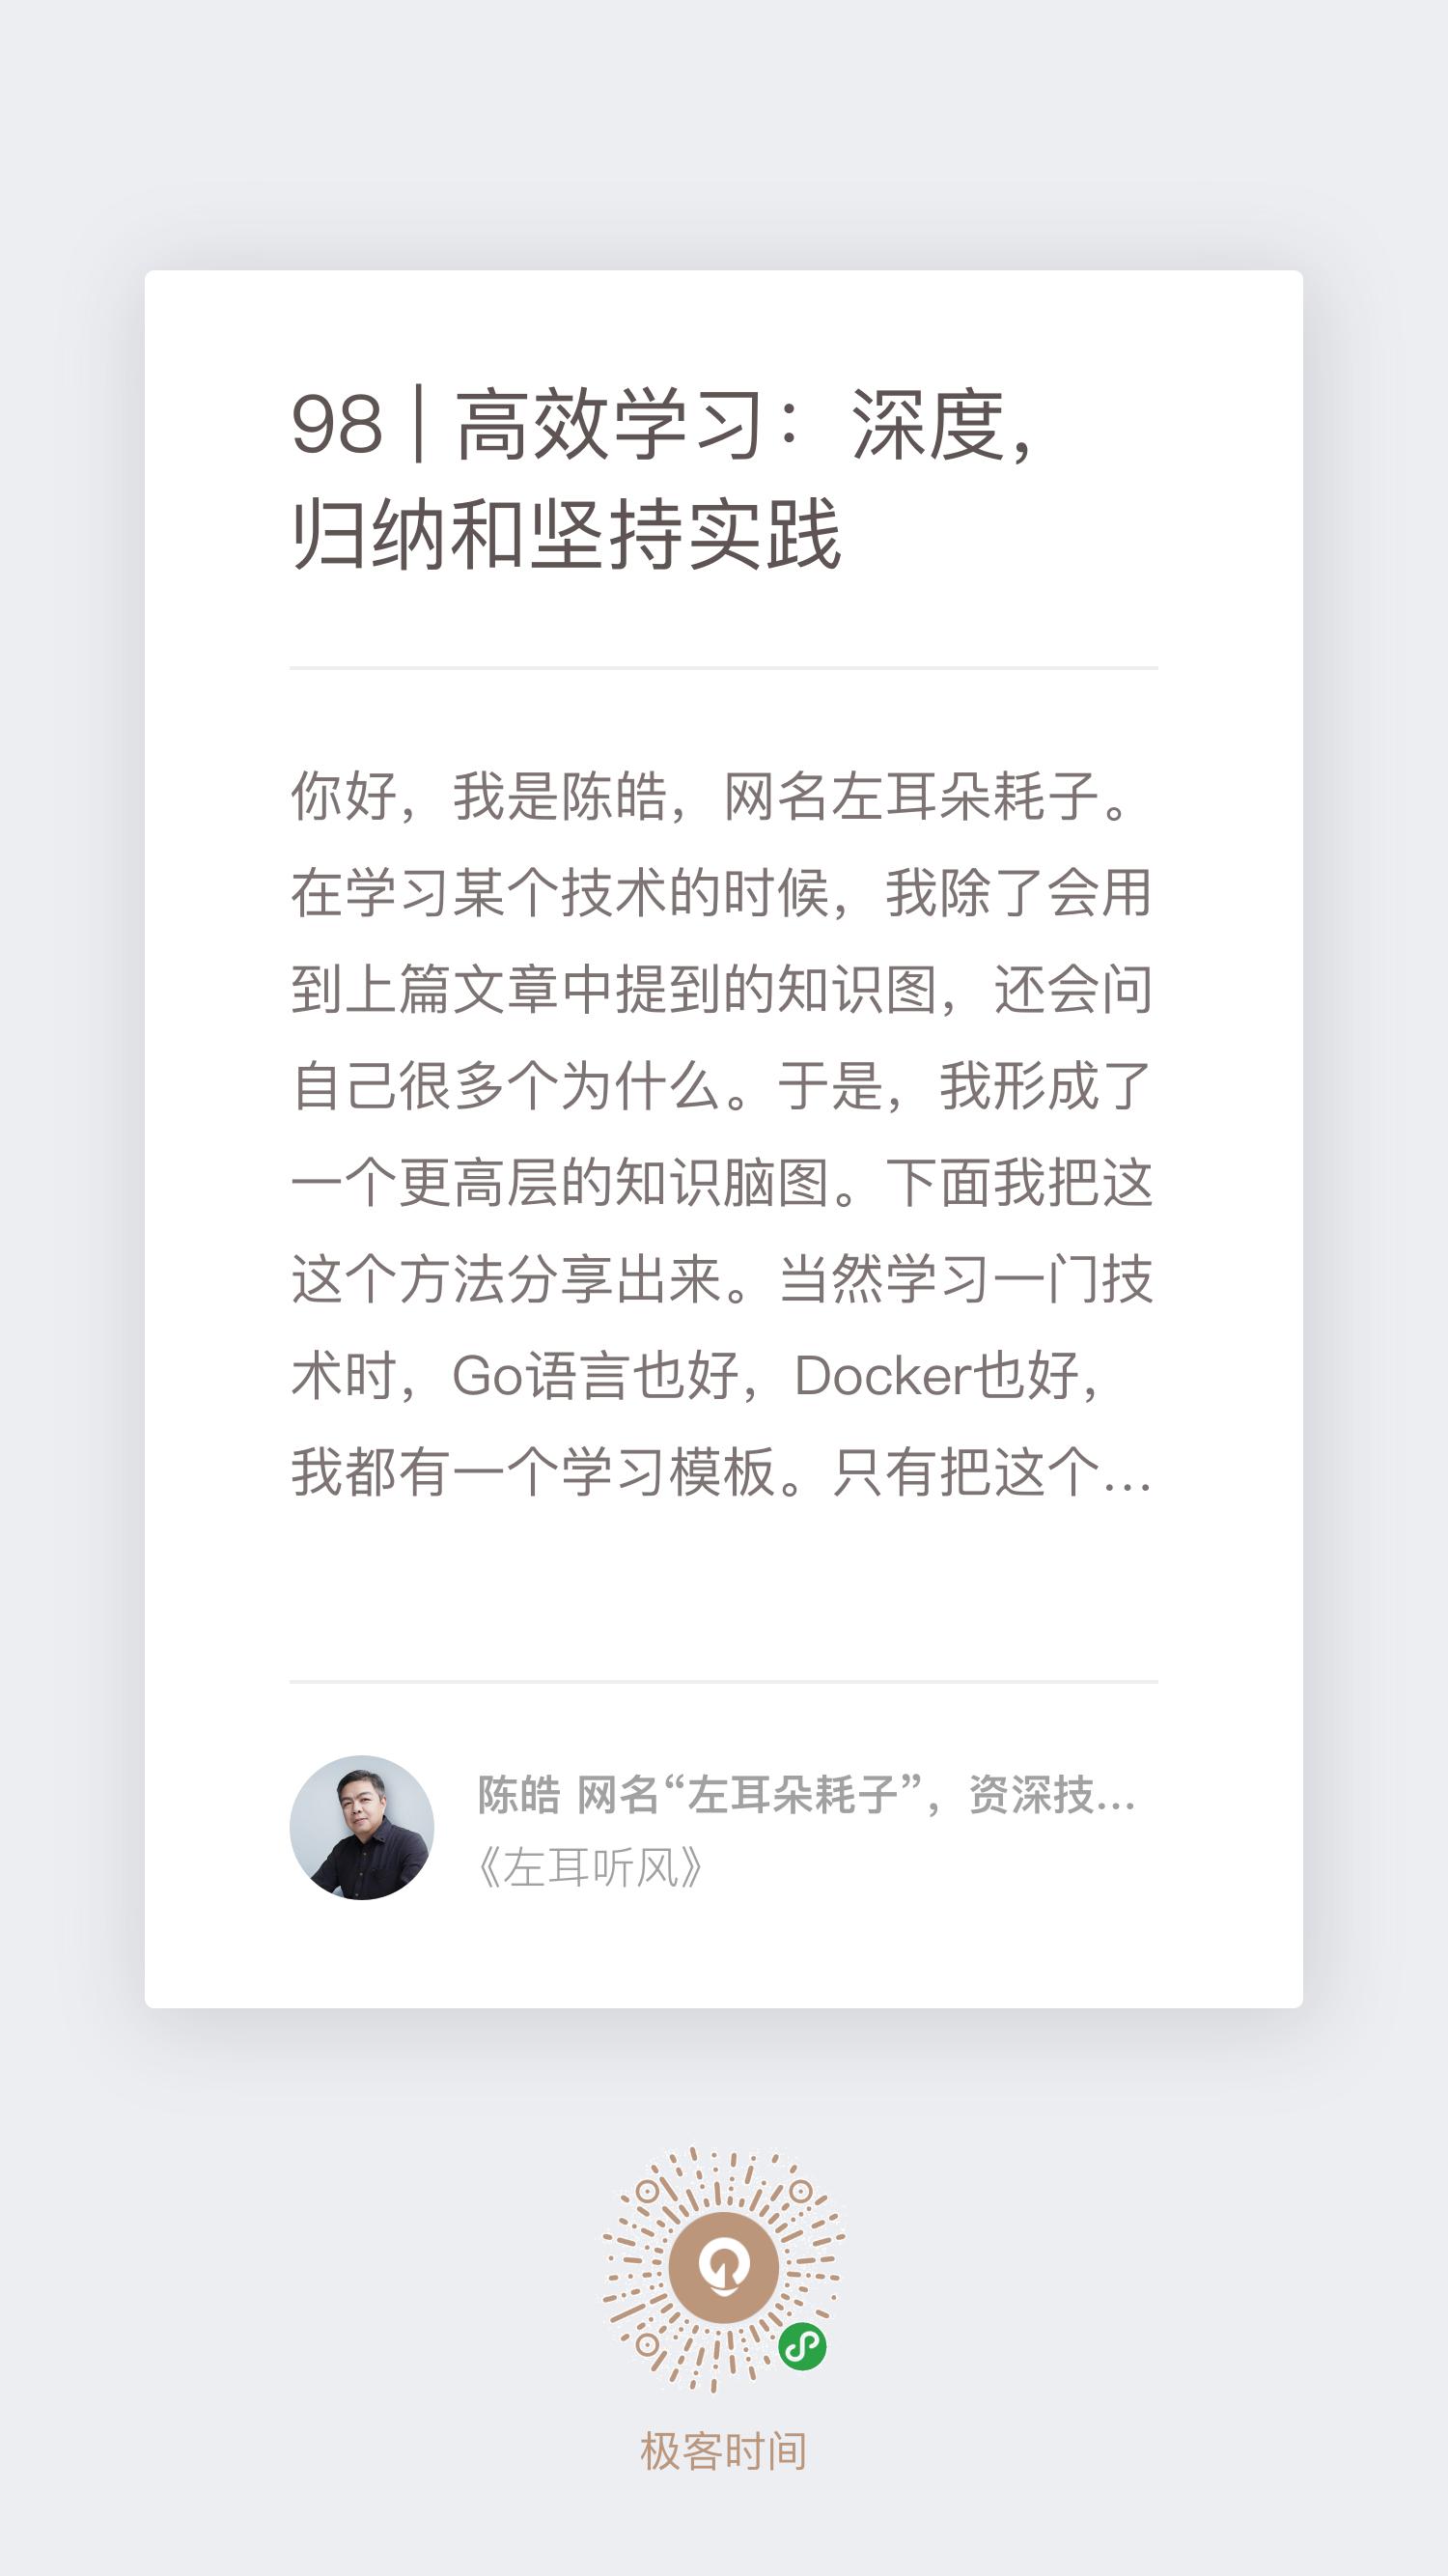 98 | 高效学习：深度，
归纳和坚持实践
你好，我是陈皓，网名左耳朵耗子。
在学习某个技术的时候，我除了会用
到上篇文章中提到的知识图，还会问
自己很多个为什么。于是，我形成了
一个更高层的知识脑图。下面我把这
这个方法分享出来。当然学习一门技
术时，Go语言也好，Docker也好，
我都有一个学习模板。只有把这个...
陈皓 网名“左耳朵耗子”，资深技...
《左耳听风》
极客时间